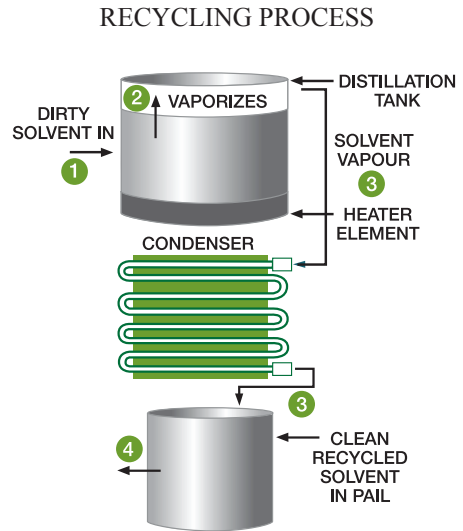 RECYCLING PROCESS
2 VAPORIZES
DISTILLATION
TANK
DIRTY
SOLVENT IN
1
SOLVENT
VAPOUR
3
HEATER
ELEMENT
CONDENSER
3
4
CLEAN
RECYCLED
SOLVENT
IN PAIL